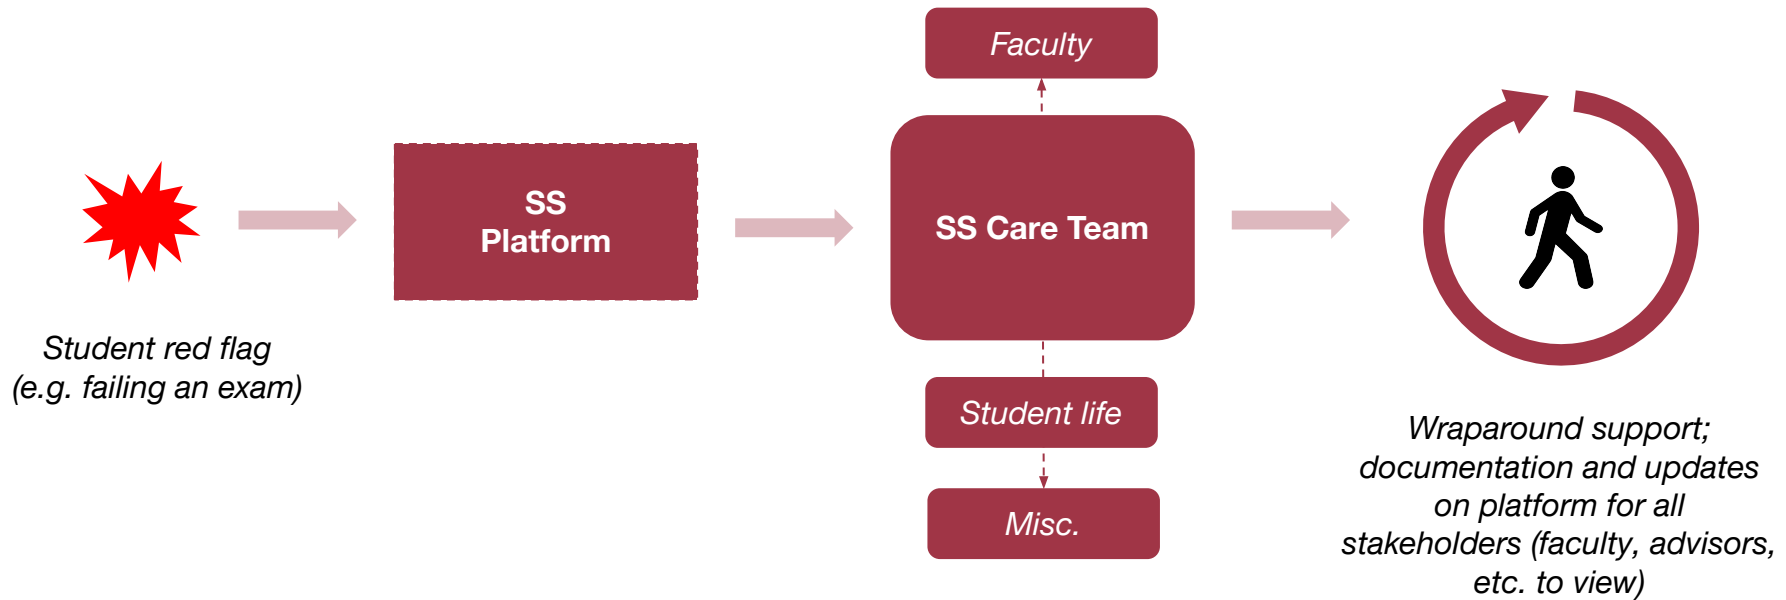 Student red flag
(e.g. failing an exam)
SS
Platform
Faculty
SS Care Team
Student life
Misc.
Wraparound support;
documentation and updates
on platform for all
stakeholders (faculty, advisors,
etc. to view)